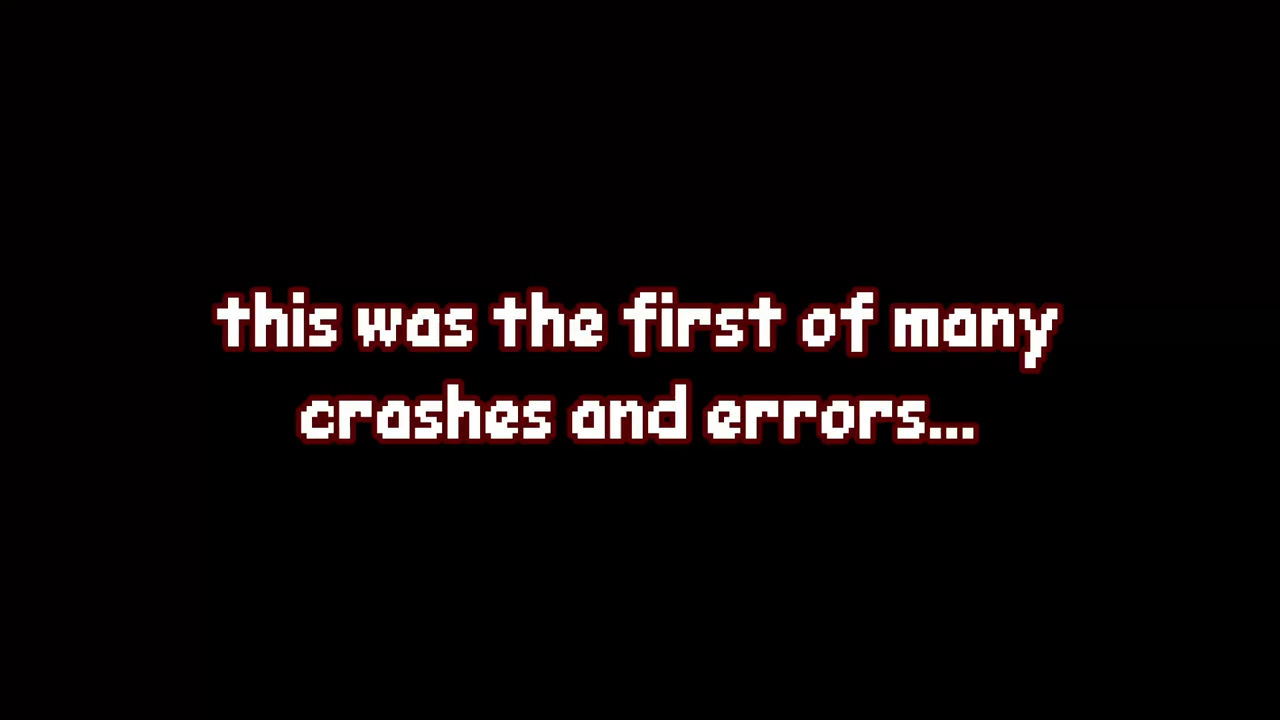 this was the first of many
crashes and errors...